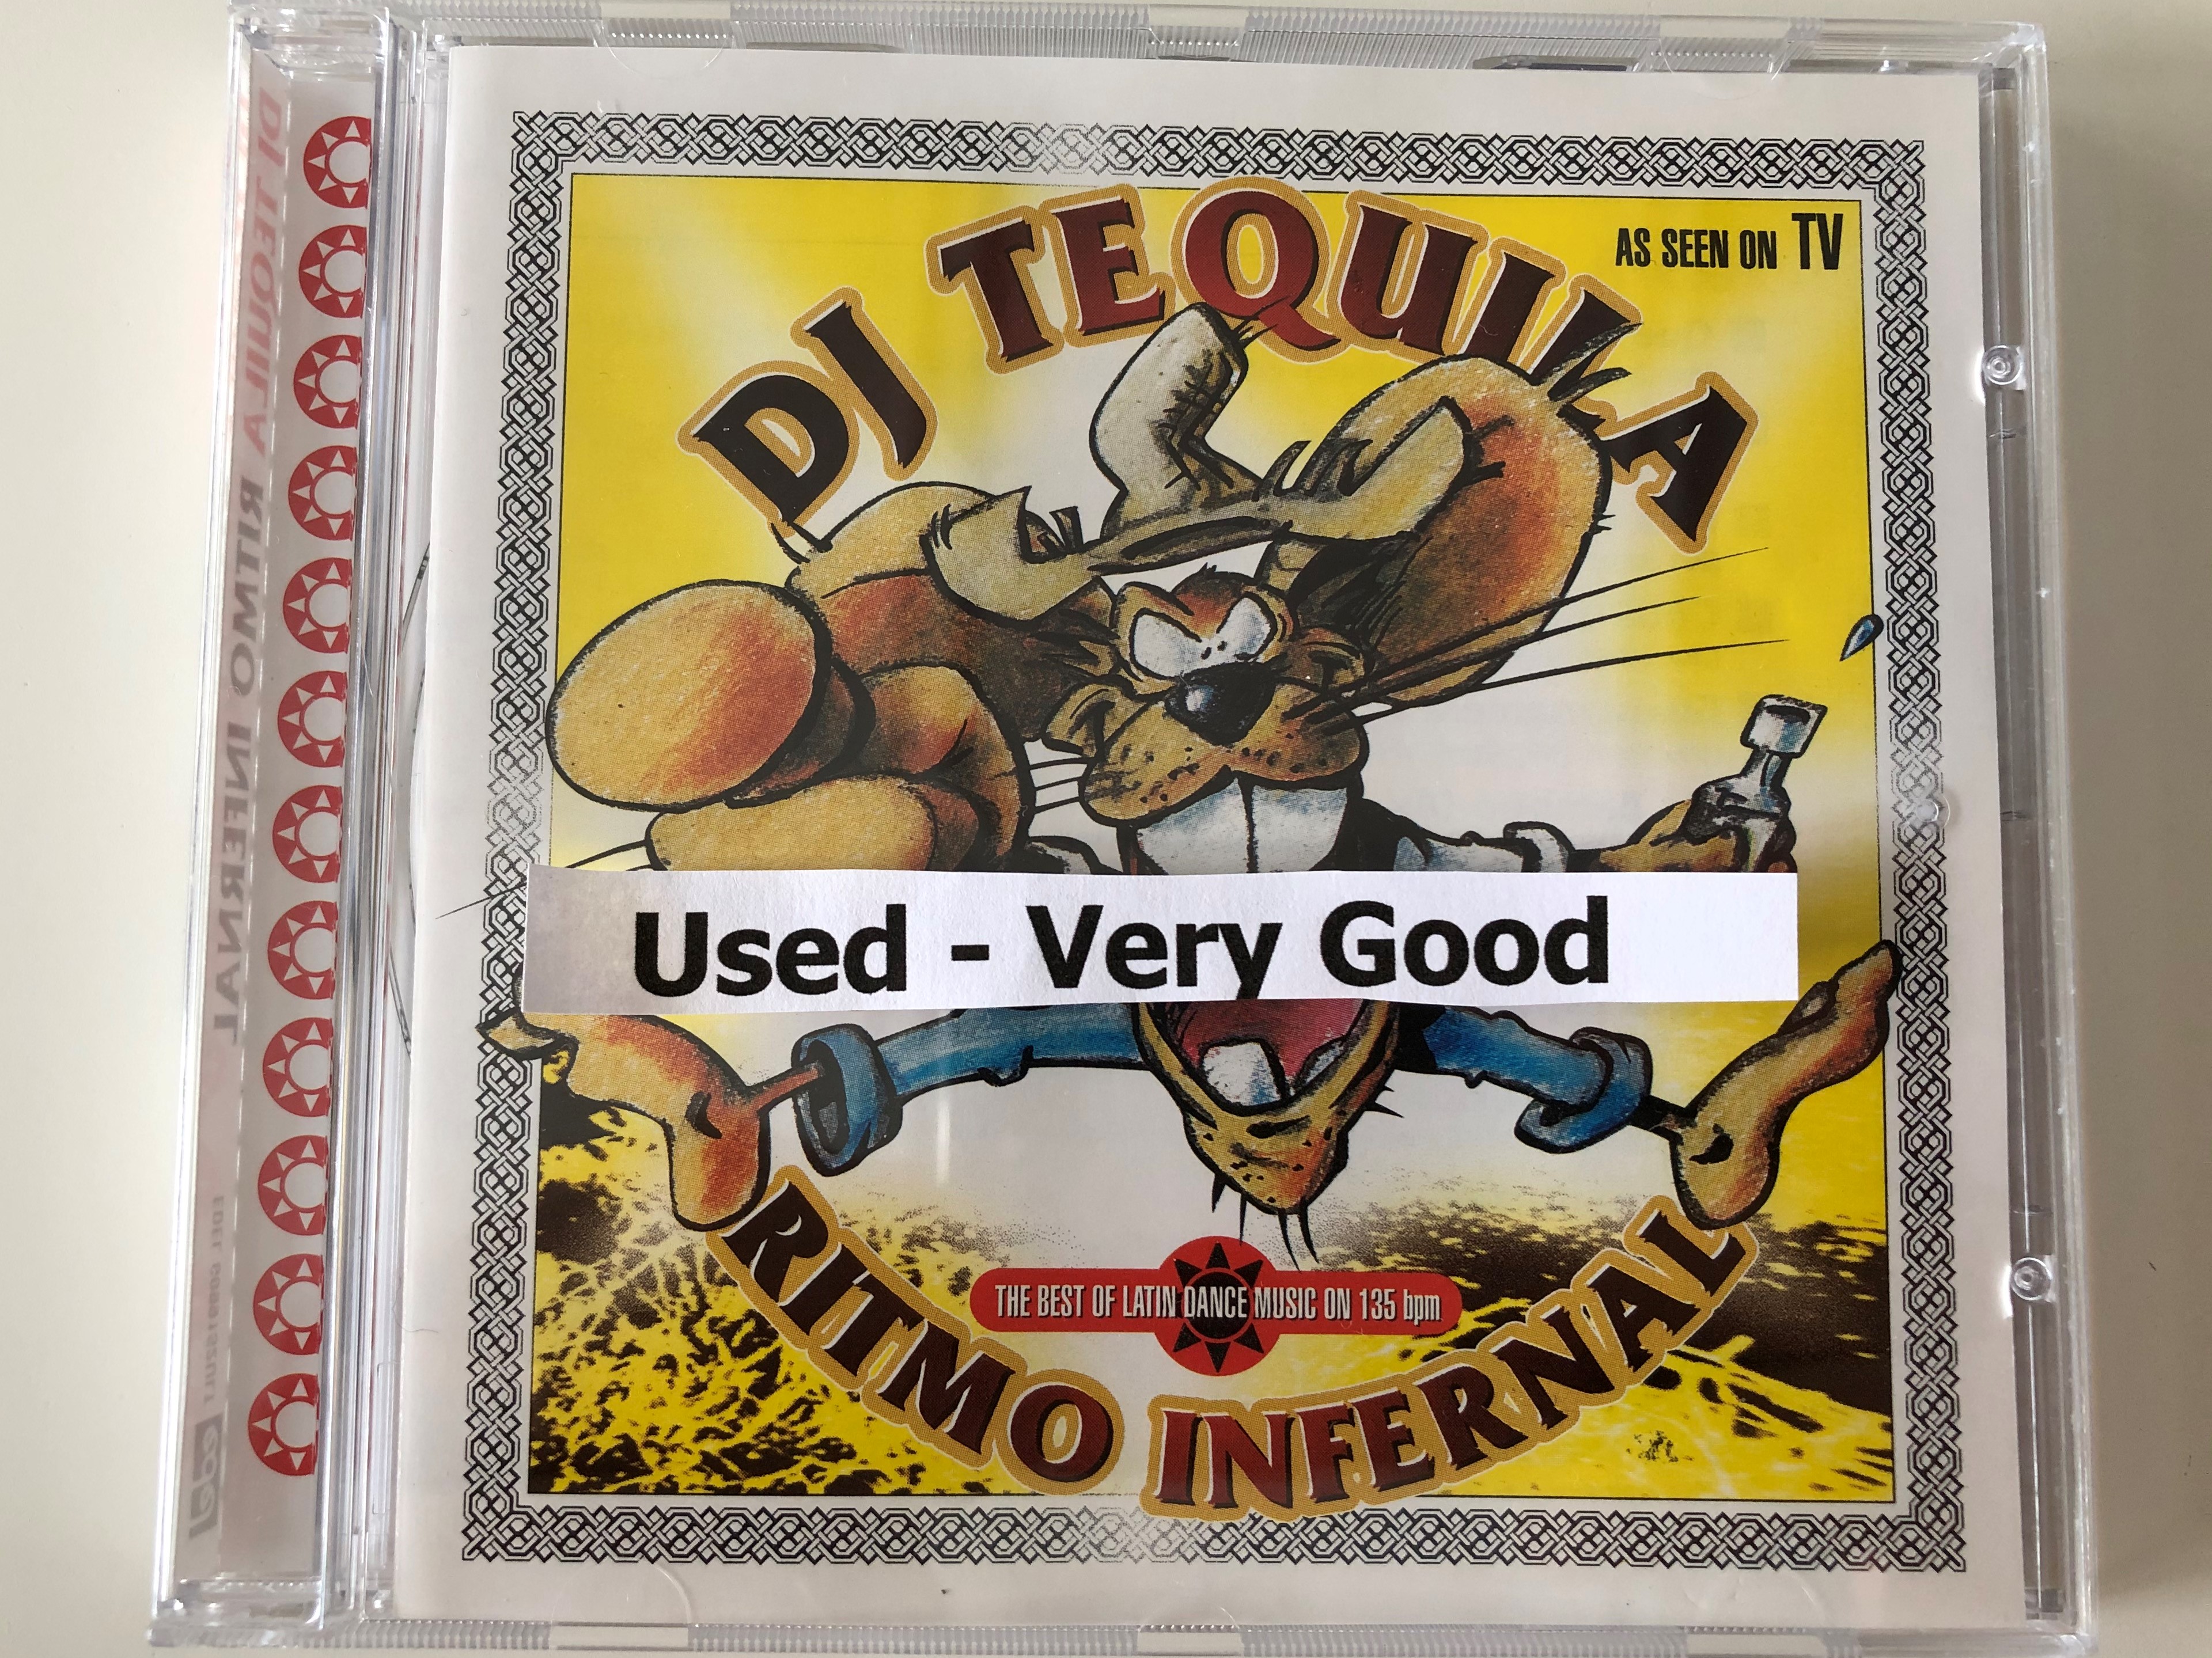 DJ TEQUILA
AS SEEN ON TV
Used - Very Good
THE BEST OF LATIN DANCE MUSIC ON 135 bpm
RITMO INFERNAL
DJ TEQUILA RITMO INFERNAL
edel